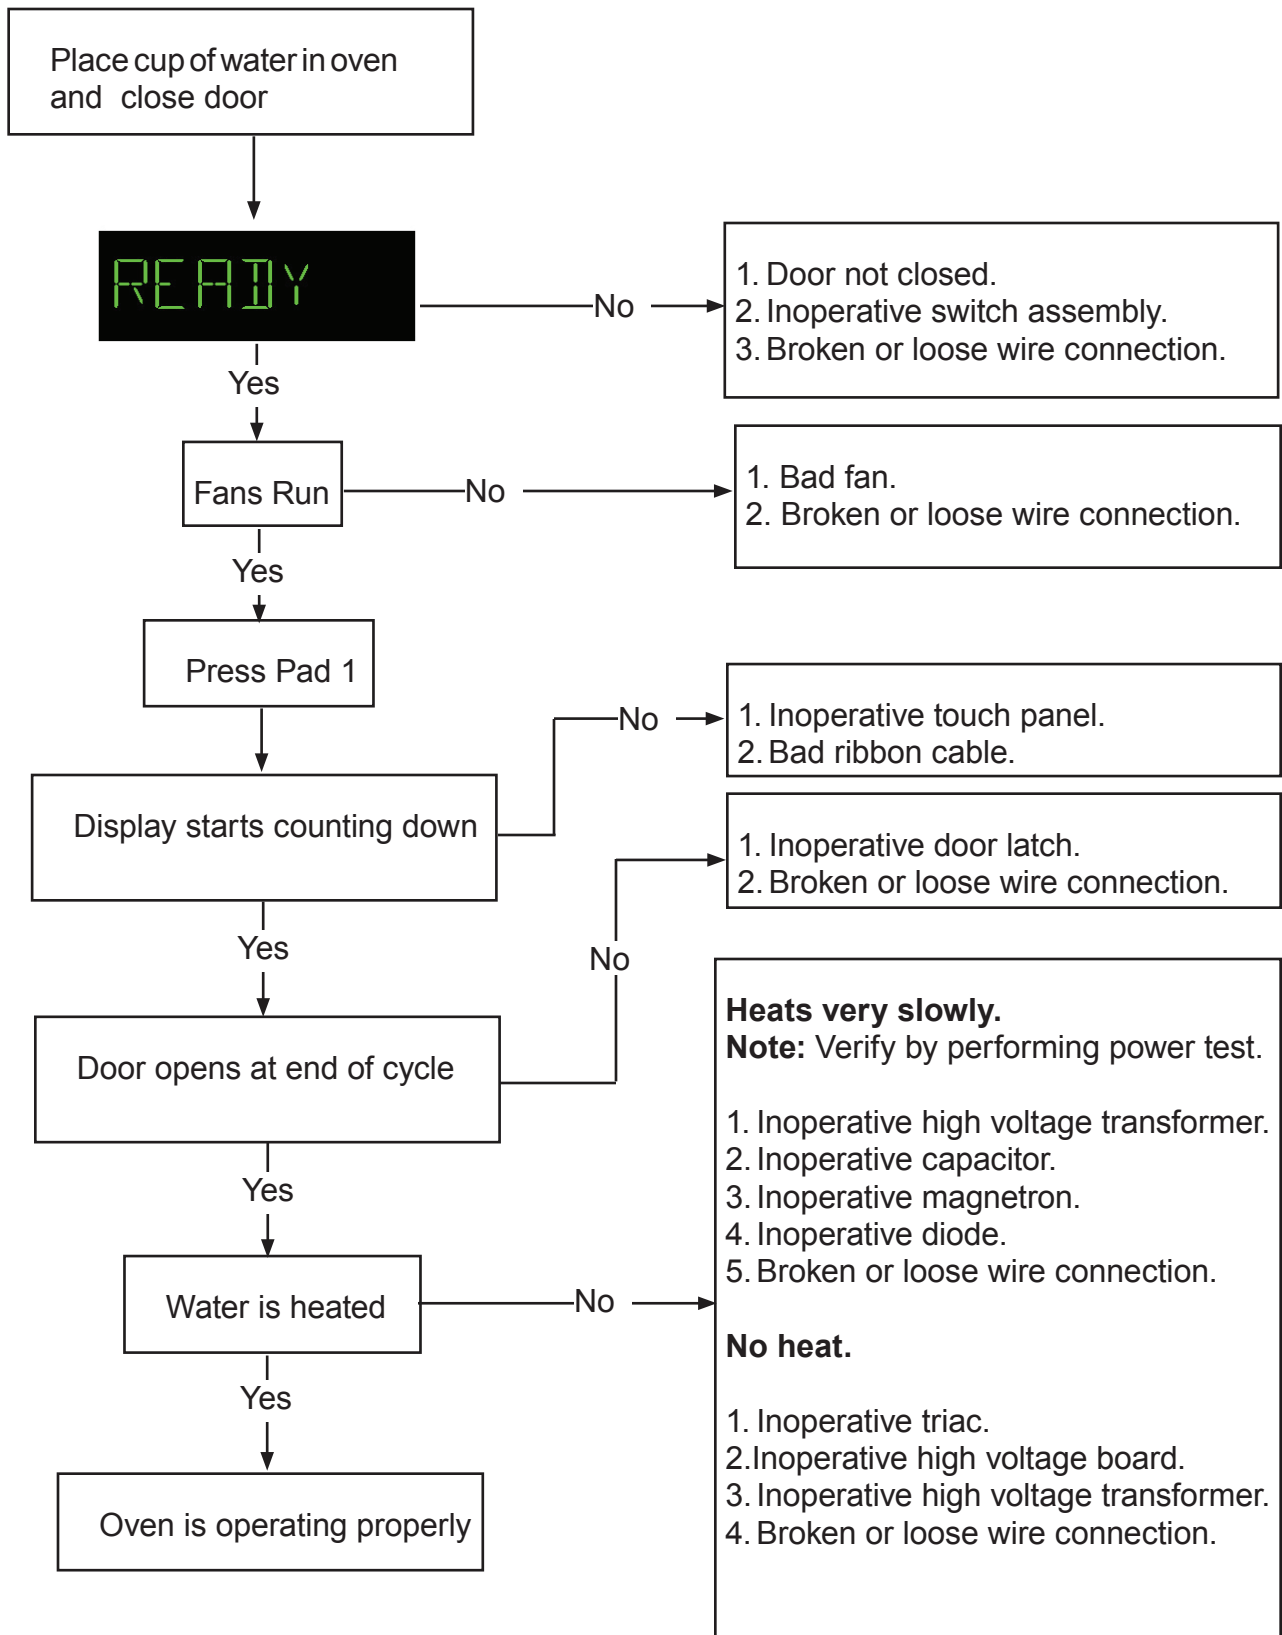 Place cup of water in oven
and close door
READY
No
1. Door not closed.
2. Inoperative switch assembly.
3. Broken or loose wire connection.
Yes
Fans Run
No
1. Bad fan.
2. Broken or loose wire connection.
Yes
Press Pad 1
Display starts counting down
No
1. Inoperative touch panel.
2. Bad ribbon cable.
Yes
Door opens at end of cycle
No
1. Inoperative door latch.
2. Broken or loose wire connection.
Yes
Water is heated
No
Heats very slowly.
Note: Verify by performing power test.
1. Inoperative high voltage transformer.
2. Inoperative capacitor.
3. Inoperative magnetron.
4. Inoperative diode.
5. Broken or loose wire connection.
No heat.
1. Inoperative triac.
2.Inoperative high voltage board.
3. Inoperative high voltage transformer.
4. Broken or loose wire connection.
Yes
Oven is operating properly